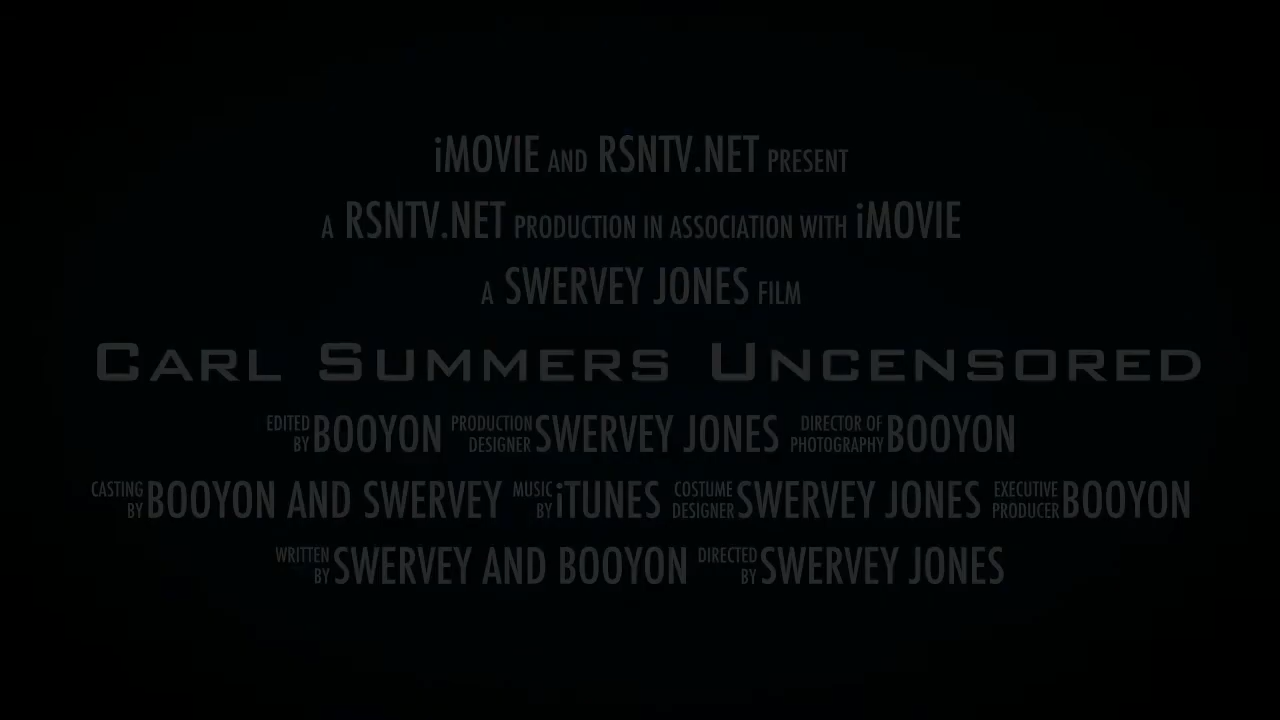 iMOVIE AND RSNTV.NET PRESENT
A RSNTV.NET PRODUCTION IN ASSOCIATION WITH iMOVIE
A SWERVEY JONES FILM
CARL SUMMERS UNCENSORED
EDITED BY BOOYON PRODUCTION DESIGNER SWERVEY JONES DIRECTOR OF PHOTOGRAPHY BOOYON
CASTING BY BOOYON AND SWERVEY MUSIC BY iTUNES COSTUME DESIGNER SWERVEY JONES EXECUTIVE PRODUCER BOOYON
WRITTEN BY SWERVEY AND BOOYON DIRECTED BY SWERVEY JONES